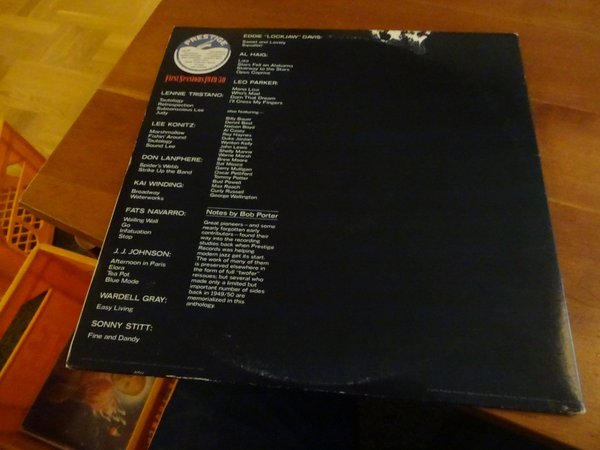 PRESTIGE
First Sessions 1949/50
LENNIE TRISTANO:
Tautology
Retrospection
Subconscious Lee
Judy
LEE KONITZ:
Marshmallow
Fishin' Around
Tautology
Sound Lee
DON LANPHERE:
Spider's Webb
Strike Up the Band
KAI WINDING:
Broadway
Waterworks
FATS NAVARRO:
Wailing Wall
Go
Infatuation
Stop
J.J. JOHNSON:
Afternoon in Paris
Elora
Tea Pot
Blue Mode
WARDELL GRAY:
Easy Living
SONNY STITT:
Fine and Dandy
EDDIE "LOCKJAW" DAVIS:
Sweet and Lovely
Squattin'
AL HAIG:
Liza
Stars Fell on Alabama
Stairway to the Stars
Opus Caprice
LEO PARKER:
Mona Lisa
Who's Mad
Darn That Dream
I'll Cross My Fingers
also featuring—
Billy Bauer
Denzil Best
Nelson Boyd
Al Casey
Roy Haynes
Duke Jordan
Wynton Kelly
John Lewis
Shelly Manne
Warne Marsh
Brew Moore
Sal Mosca
Gerry Mulligan
Oscar Pettiford
Tommy Potter
Bud Powell
Max Roach
Curly Russell
George Wallington
Notes by Bob Porter
Great pioneers—and some
nearly forgotten early
contributors—found their
way into the recording
studios back when Prestige
Records was helping
modern jazz get its start.
The work of many of them
is preserved elsewhere in
the form of full "twofer"
reissues; but several who
made only a limited but
important number of sides
back in 1949/50 are
memorialized in this
anthology.